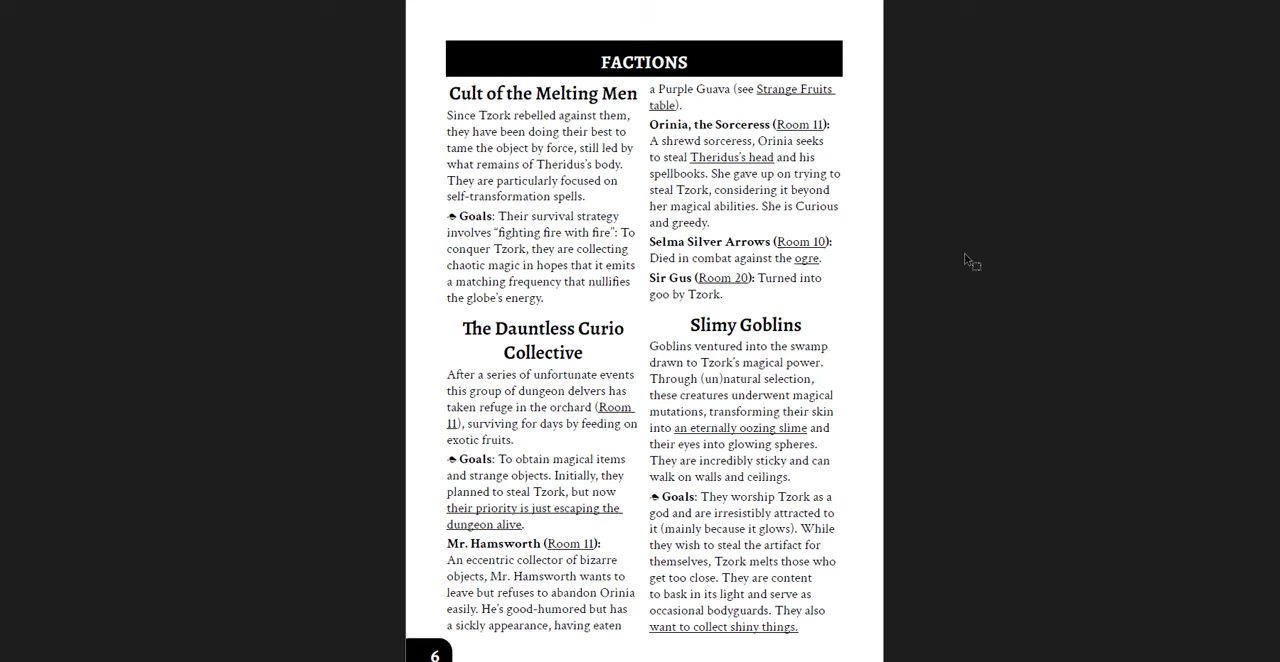 FACTIONS
Cult of the Melting Men
Since Tzork rebelled against them,
they have been doing their best to
tame the object by force, still led by
what remains of Theridus's body.
They are particularly focused on
self-transformation spells.
Goals: Their survival strategy
involves “fighting fire with fire”: To
conquer Tzork, they are collecting
chaotic magic in hopes that it emits
a matching frequency that nullifies
the globe's energy.
The Dauntless Curio
Collective
After a series of unfortunate events
this group of dungeon delvers has
taken refuge in the orchard (Room
11), surviving for days by feeding on
exotic fruits.
Goals: To obtain magical items
and strange objects. Initially, they
planned to steal Tzork, but now
their priority is just escaping the
dungeon alive.
Mr. Hamsworth (Room 11):
An eccentric collector of bizarre
objects, Mr. Hamsworth wants to
leave but refuses to abandon Orinia
easily. He's good-humored but has
a sickly appearance, having eaten
a Purple Guava (see Strange Fruits
table).
Orinia, the Sorceress (Room 11):
A shrewd sorceress, Orinia seeks
to steal Theridus's head and his
spellbooks. She gave up on trying to
steal Tzork, considering it beyond
her magical abilities. She is Curious
and greedy.
Selma Silver Arrows (Room 10):
Died in combat against the ogre.
Sir Gus (Room 20): Turned into
goo by Tzork.
Slimy Goblins
Goblins ventured into the swamp
drawn to Tzork's magical power.
Through (un)natural selection,
these creatures underwent magical
mutations, transforming their skin
into an eternally oozing slime and
their eyes into glowing spheres.
They are incredibly sticky and can
walk on walls and ceilings.
Goals: They worship Tzork as a
god and are irresistibly attracted to
it (mainly because it glows). While
they wish to steal the artifact for
themselves, Tzork melts those who
get too close. They are content
to bask in its light and serve as
occasional bodyguards. They also
want to collect shiny things.
6